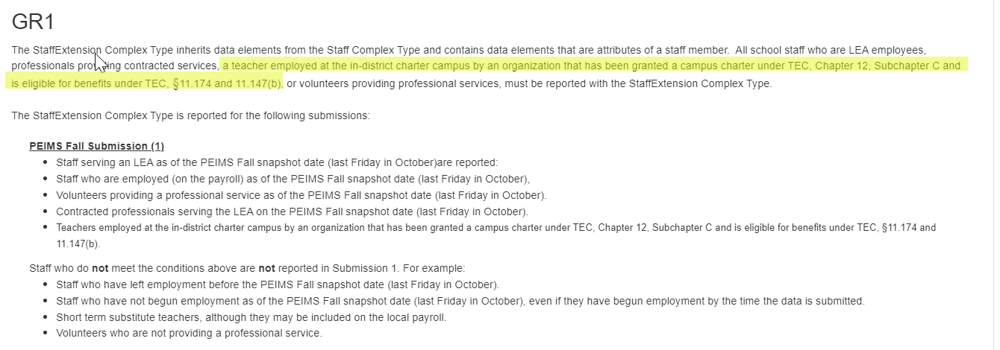 GR1
The StaffExtension Complex Type inherits data elements from the Staff Complex Type and contains data elements that are attributes of a staff member. All school staff who are LEA employees,
professionals providing contracted services, a teacher employed at the in-district charter campus by an organization that has been granted a campus charter under TEC, Chapter 12, Subchapter C and
is eligible for benefits under TEC, §11.174 and 11.147(b), or volunteers providing professional services, must be reported with the StaffExtension Complex Type.
The StaffExtension Complex Type is reported for the following submissions:
PEIMS Fall Submission (1)
• Staff serving an LEA as of the PEIMS Fall snapshot date (last Friday in October)are reported:
• Staff who are employed (on the payroll) as of the PEIMS Fall snapshot date (last Friday in October),
• Volunteers providing a professional service as of the PEIMS Fall snapshot date (last Friday in October).
• Contracted professionals serving the LEA on the PEIMS Fall snapshot date (last Friday in October).
• Teachers employed at the in-district charter campus by an organization that has been granted a campus charter under TEC, Chapter 12, Subchapter C and is eligible for benefits under TEC, §11.174 and
11.147(b).
Staff who do not meet the conditions above are not reported in Submission 1. For example:
• Staff who have left employment before the PEIMS Fall snapshot date (last Friday in October).
• Staff who have not begun employment as of the PEIMS Fall snapshot date (last Friday in October), even if they have begun employment by the time the data is submitted.
• Short term substitute teachers, although they may be included on the local payroll.
• Volunteers who are not providing a professional service.